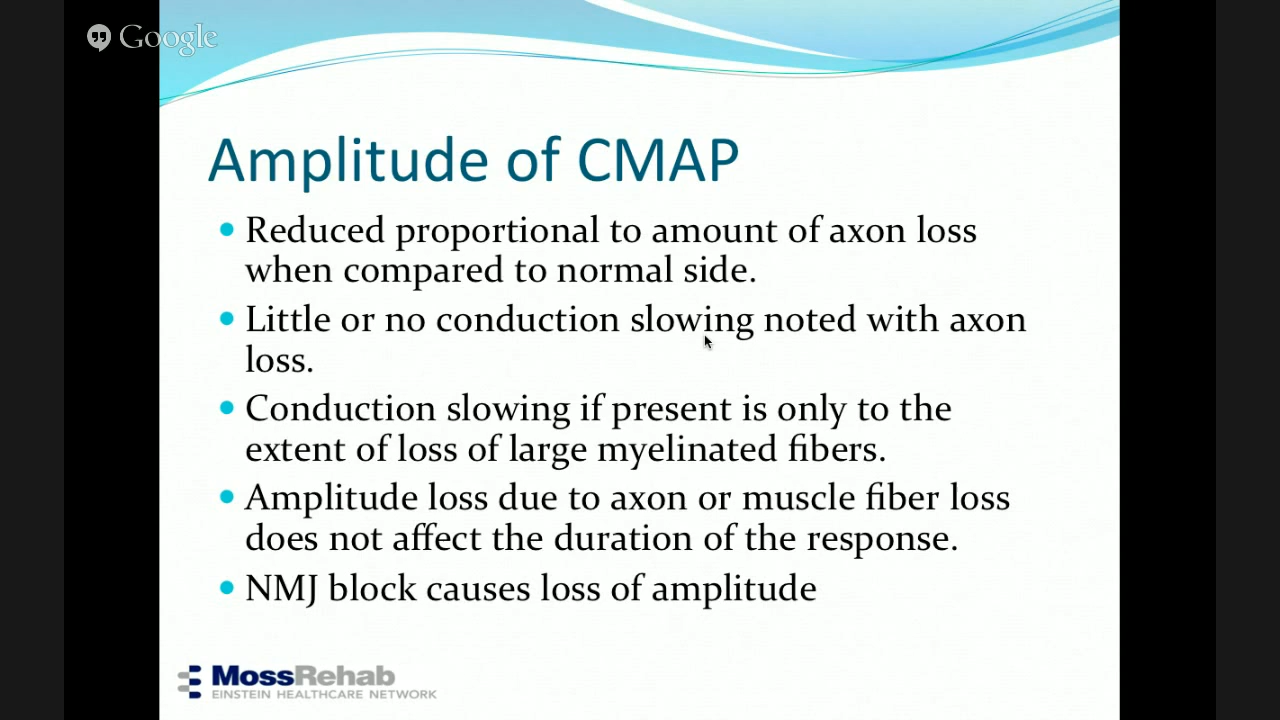 Google
Amplitude of CMAP
• Reduced proportional to amount of axon loss
when compared to normal side.
• Little or no conduction slowing noted with axon
loss.
• Conduction slowing if present is only to the
extent of loss of large myelinated fibers.
• Amplitude loss due to axon or muscle fiber loss
does not affect the duration of the response.
• NMJ block causes loss of amplitude
MossRehab
EINSTEIN HEALTHCARE NETWORK